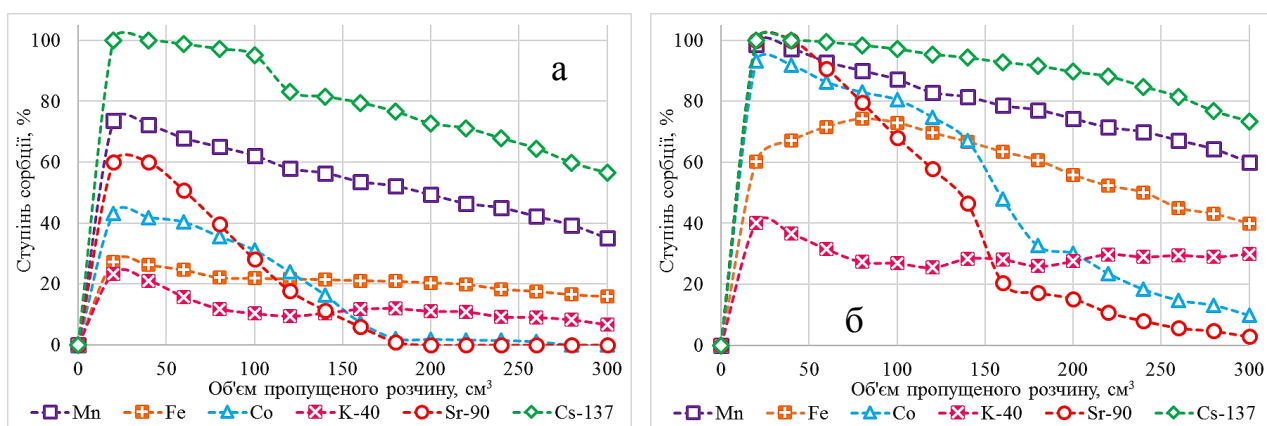 100
80
60
40
20
0
Ступінь сорбції, %
а
0 50 100 150 200 250 300
Об'єм пропущеного розчину, см³
Mn Fe Co K-40 Sr-90 Cs-137
100
80
60
40
20
0
Ступінь сорбції, %
б
0 50 100 150 200 250 300
Об'єм пропущеного розчину, см³
Mn Fe Co K-40 Sr-90 Cs-137